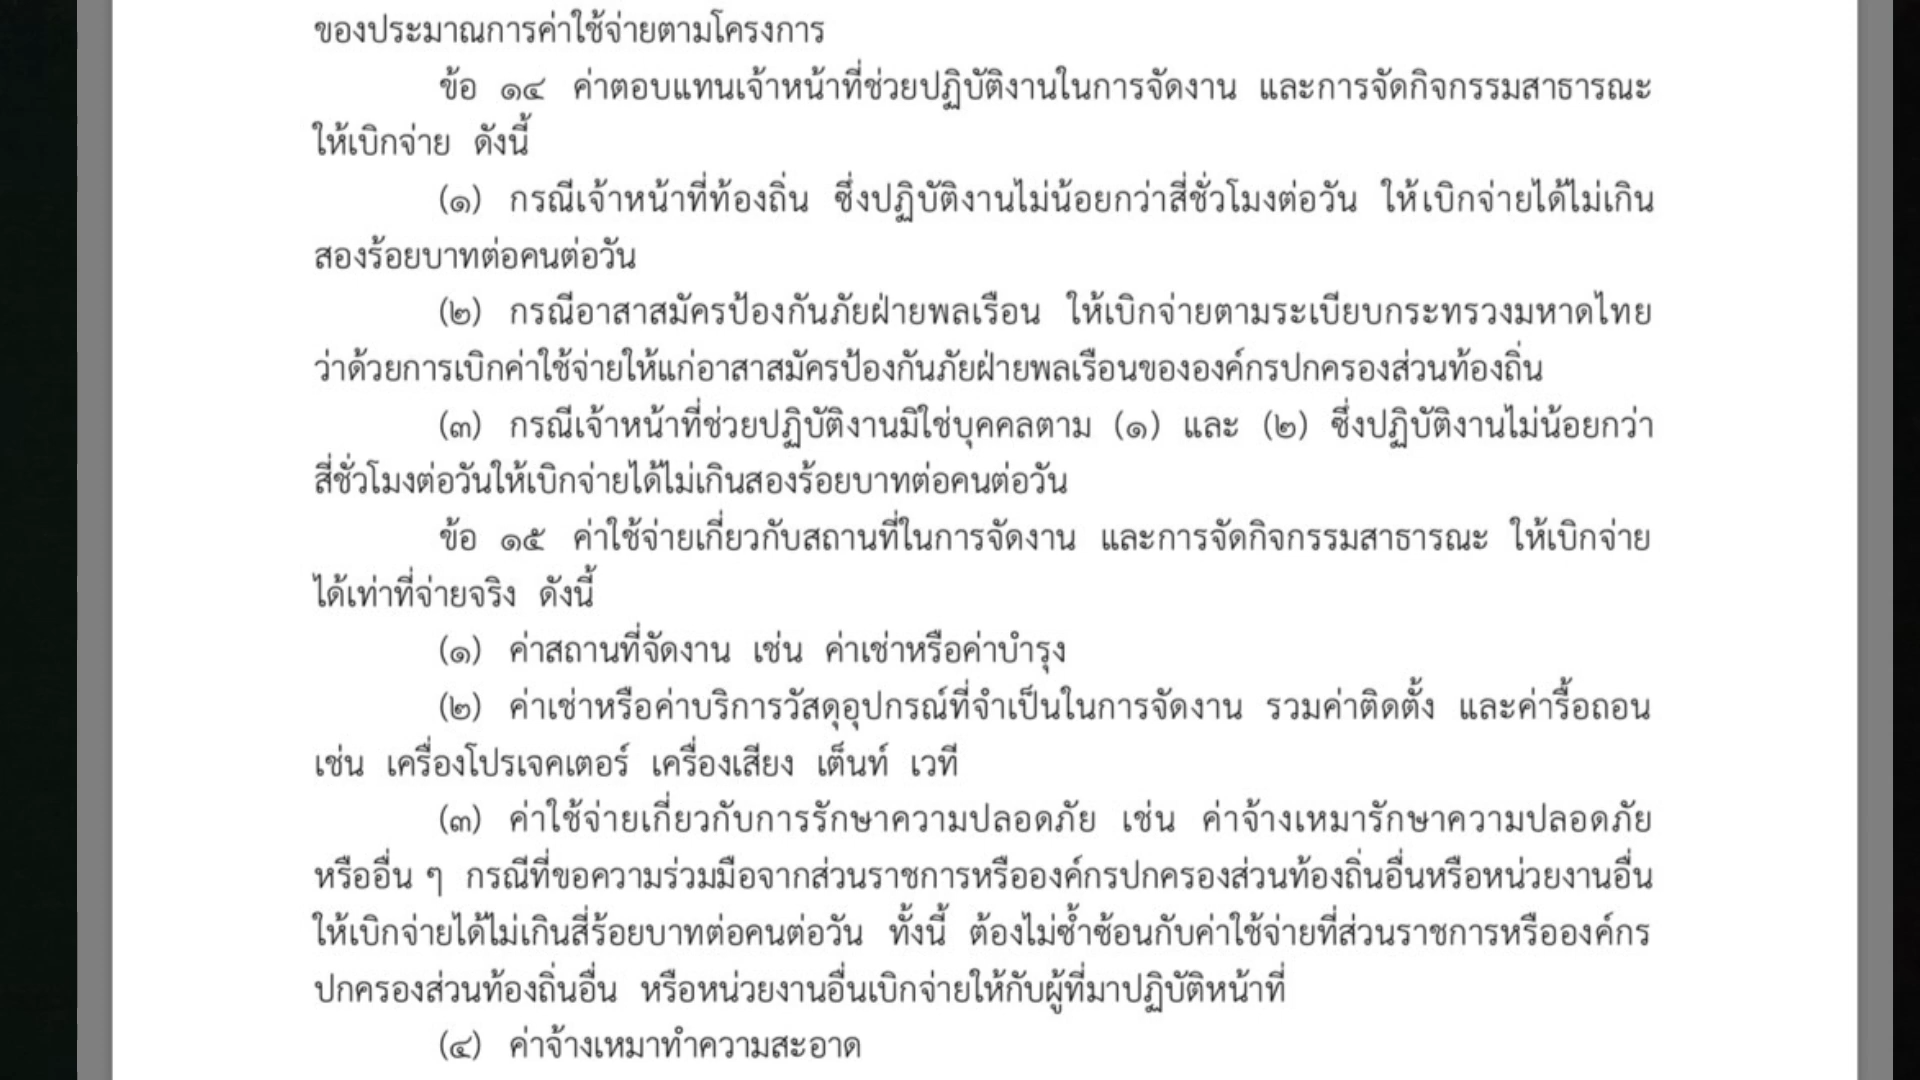 ของประมาณการค่าใช้จ่ายตามโครงการ
ข้อ ๑๔ ค่าตอบแทนเจ้าหน้าที่ช่วยปฏิบัติงานในการจัดงาน และการจัดกิจกรรมสาธารณะ
ให้เบิกจ่าย ดังนี้
(๑) กรณีเจ้าหน้าที่ท้องถิ่น ซึ่งปฏิบัติงานไม่น้อยกว่าสี่ชั่วโมงต่อวัน ให้เบิกจ่ายได้ไม่เกิน
สองร้อยบาทต่อคนต่อวัน
(๒) กรณีอาสาสมัครป้องกันภัยฝ่ายพลเรือน ให้เบิกจ่ายตามระเบียบกระทรวงมหาดไทย
ว่าด้วยการเบิกค่าใช้จ่ายให้แก่อาสาสมัครป้องกันภัยฝ่ายพลเรือนขององค์กรปกครองส่วนท้องถิ่น
(๓) กรณีเจ้าหน้าที่ช่วยปฏิบัติงานมิใช่บุคคลตาม (๑) และ (๒) ซึ่งปฏิบัติงานไม่น้อยกว่า
สี่ชั่วโมงต่อวันให้เบิกจ่ายได้ไม่เกินสองร้อยบาทต่อคนต่อวัน
ข้อ ๑๕ ค่าใช้จ่ายเกี่ยวกับสถานที่ในการจัดงาน และการจัดกิจกรรมสาธารณะ ให้เบิกจ่าย
ได้เท่าที่จ่ายจริง ดังนี้
(๑) ค่าสถานที่จัดงาน เช่น ค่าเช่าหรือค่าบำรุง
(๒) ค่าเช่าหรือค่าบริการวัสดุอุปกรณ์ที่จำเป็นในการจัดงาน รวมค่าติดตั้ง และค่ารื้อถอน
เช่น เครื่องโปรเจคเตอร์ เครื่องเสียง เต็นท์ เวที
(๓) ค่าใช้จ่ายเกี่ยวกับการรักษาความปลอดภัย เช่น ค่าจ้างเหมารักษาความปลอดภัย
หรืออื่น ๆ กรณีที่ขอความร่วมมือจากส่วนราชการหรือองค์กรปกครองส่วนท้องถิ่นอื่นหรือหน่วยงานอื่น
ให้เบิกจ่ายได้ไม่เกินสี่ร้อยบาทต่อคนต่อวัน ทั้งนี้ ต้องไม่ซ้ำซ้อนกับค่าใช้จ่ายที่ส่วนราชการหรือองค์กร
ปกครองส่วนท้องถิ่นอื่น หรือหน่วยงานอื่นเบิกจ่ายให้กับผู้ที่มาปฏิบัติหน้าที่
(๔) ค่าจ้างเหมาทำความสะอาด